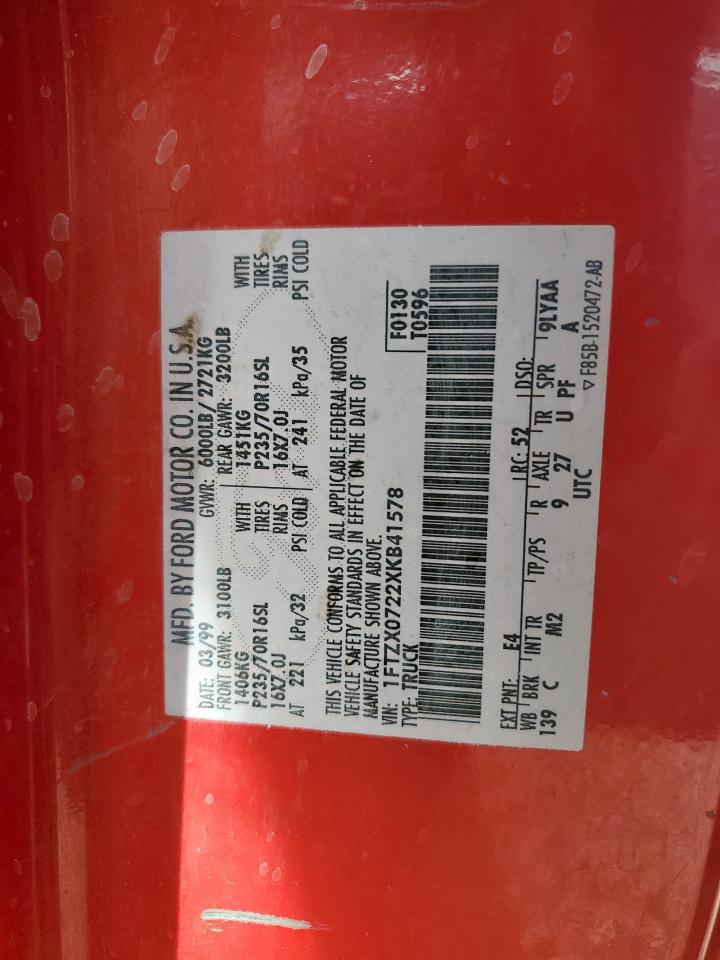 MFD. BY FORD MOTOR CO. IN U.S.A.
DATE: 03/99 GVWR: 6000LB/ 2721KG
FRONT GAWR: 3100LB REAR GAWR: 3200LB
1406KG WITH 1451KG WITH
P235/70R16SL TIRES P235/70R16SL TIRES
16X7.0J RIMS 16X7.0J RIMS
AT 221 kPa/32 PSI COLD AT 241 kPa/35 PSI COLD
THIS VEHICLE CONFORMS TO ALL APPLICABLE FEDERAL MOTOR
VEHICLE SAFETY STANDARDS IN EFFECT ON THE DATE OF
MANUFACTURE SHOWN ABOVE.
VIN: 1FTZX0722XKB41578 F0130
TYPE: TRUCK T0596
EXT PNT: E4 RC: 52 DSO:
WB BRK INT TR TP/PS R AXLE TR SPR 9LYAA
139 C M2 9 27 U PF A
UTC ▽ F85B-1520472-AB